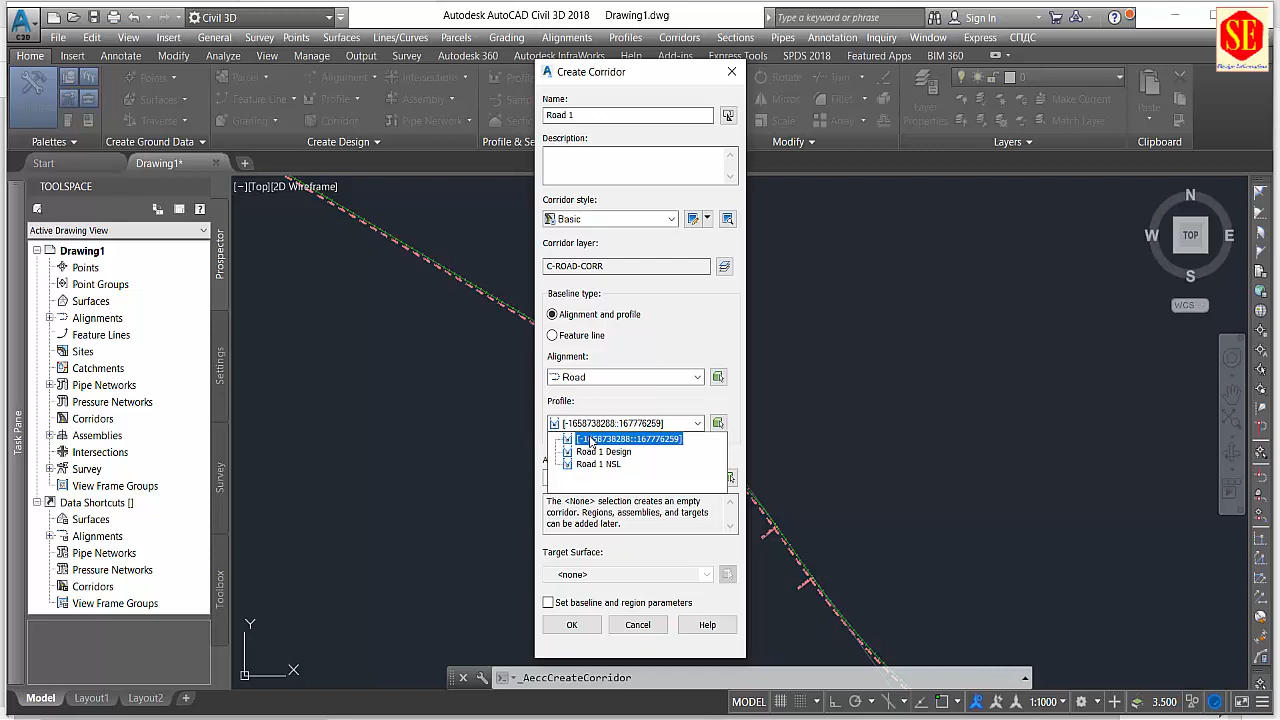 Civil 3D
Autodesk AutoCAD Civil 3D 2018 Drawing1.dwg
Type a keyword or phrase
Sign In
SE
File Edit View Insert General Survey Points Surfaces Lines/Curves Parcels Grading Alignments Profiles Corridors Sections Pipes Annotation Inquiry Window Express СПДС
Home Insert Annotate Modify Analyze View Manage Output Survey Autodesk 360 Autodesk InfraWorks Help Add-ins Express Tools SPDS 2018 Featured Apps BIM 360
Points Parcel Alignment Intersections Rotate Trim
Surfaces Feature Line Profile Assembly Mirror Fillet Make Current
Traverse Grading Corridor Pipe Network Scale Array Match Layer
Layer Properties
Paste
0
Palettes Create Ground Data Create Design Profile & Modify Layers Clipboard
Start Drawing1*
TOOLSPACE
Active Drawing View
Drawing1
Points
Point Groups
Surfaces
Alignments
Feature Lines
Sites
Catchments
Pipe Networks
Pressure Networks
Corridors
Assemblies
Intersections
Survey
View Frame Groups
Data Shortcuts []
Surfaces
Alignments
Pipe Networks
Pressure Networks
Corridors
View Frame Groups
Prospector
Settings
Survey
Toolbox
Task Pane
[−][Top][2D Wireframe]
Create Corridor
Name:
Road 1
Description:
Corridor style:
Basic
Corridor layer:
C-ROAD-CORR
Baseline type:
Alignment and profile
Feature line
Alignment:
Road
Profile:
[-1658738288::167776259]
[-1658738288::167776259]
Road 1 Design
Road 1 NSL
The <None> selection creates an empty
corridor. Regions, assemblies, and targets
can be added later.
Target Surface:
<none>
Set baseline and region parameters
OK Cancel Help
N
W TOP E
S
WCS
Y
X
_AeccCreateCorridor
Model Layout1 Layout2 +
MODEL 1:1000 3.500